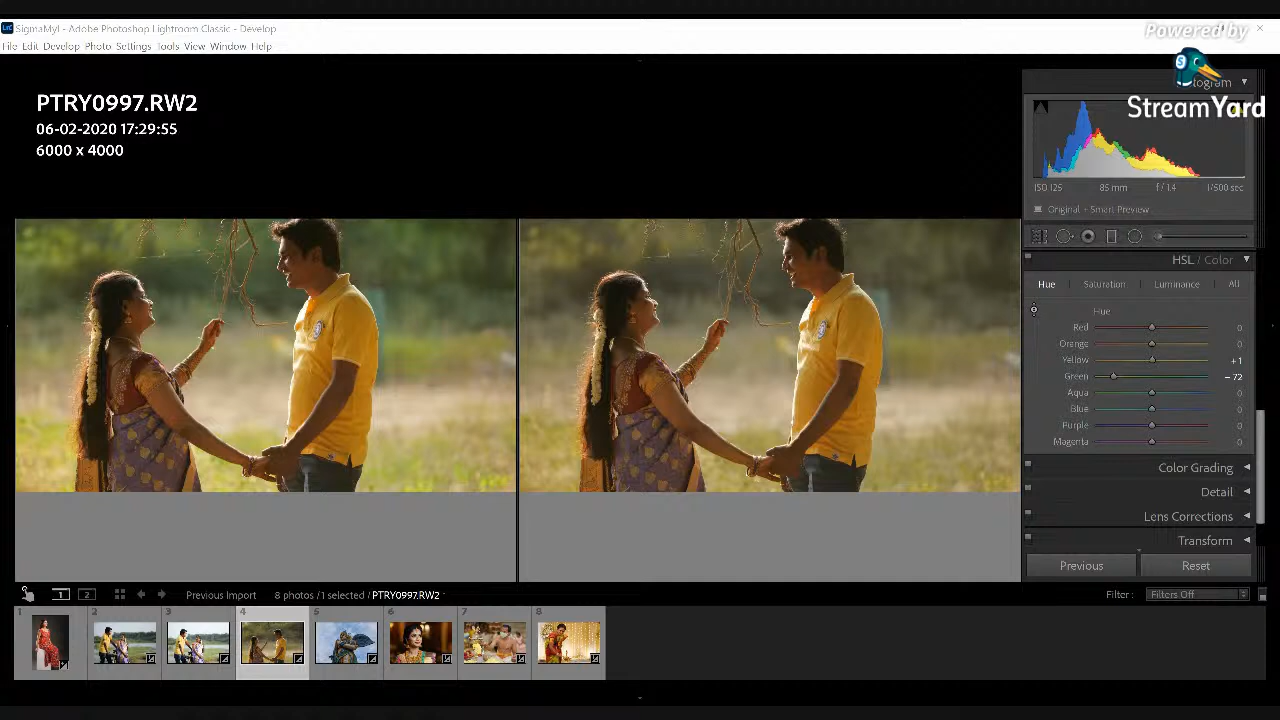 SigmaMyl - Adobe Photoshop Lightroom Classic - Develop
File Edit Develop Photo Settings Tools View Window Help
Powered by
StreamYard
PTRY0997.RW2
06-02-2020 17:29:55
6000 x 4000
ISO 125 85 mm f / 1.4 1/500 sec
Original + Smart Preview
HSL / Color
Hue Saturation Luminance All
Hue
Red 0
Orange 0
Yellow +1
Green -72
Aqua 0
Blue 0
Purple 0
Magenta 0
Color Grading
Detail
Lens Corrections
Transform
Previous Reset
1 2 Previous Import 8 photos / 1 selected / PTRY0997.RW2 Filter : Filters Off
1 2 3 4 5 6 7 8